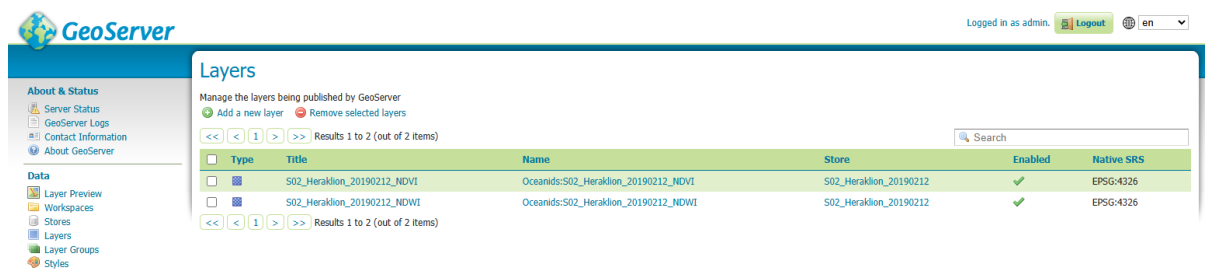 GeoServer
Logged in as admin. Logout en
Layers
Manage the layers being published by GeoServer
Add a new layer Remove selected layers
<< < 1 > >> Results 1 to 2 (out of 2 items) Search
Type Title Name Store Enabled Native SRS
S02_Heraklion_20190212_NDVI Oceanids:S02_Heraklion_20190212_NDVI S02_Heraklion_20190212 EPSG:4326
S02_Heraklion_20190212_NDWI Oceanids:S02_Heraklion_20190212_NDWI S02_Heraklion_20190212 EPSG:4326
<< < 1 > >> Results 1 to 2 (out of 2 items)
About & Status
Server Status
GeoServer Logs
Contact Information
About GeoServer
Data
Layer Preview
Workspaces
Stores
Layers
Layer Groups
Styles